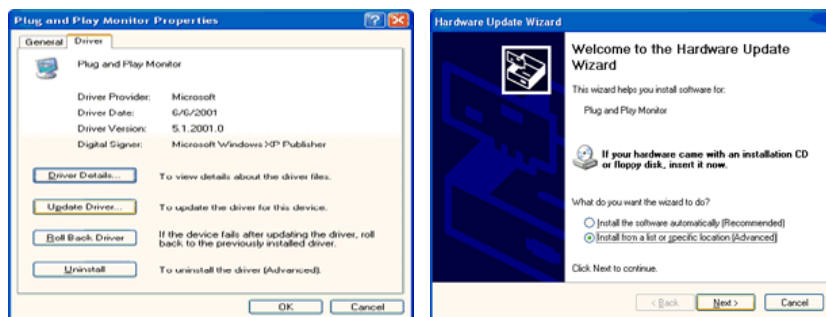 Plug and Play Monitor Properties
General Driver
Plug and Play Monitor
Driver Provider: Microsoft
Driver Date: 6/6/2001
Driver Version: 5.1.2001.0
Digital Signer: Microsoft Windows XP Publisher
Driver Details... To view details about the driver files.
Update Driver... To update the driver for this device.
Roll Back Driver If the device fails after updating the driver, roll
back to the previously installed driver.
Uninstall To uninstall the driver (Advanced).
OK Cancel
Hardware Update Wizard
Welcome to the Hardware Update
Wizard
This wizard helps you install software for:
Plug and Play Monitor
If your hardware came with an installation CD
or floppy disk, insert it now.
What do you want the wizard to do?
Install the software automatically (Recommended)
Install from a list or specific location (Advanced)
Click Next to continue.
< Back Next > Cancel